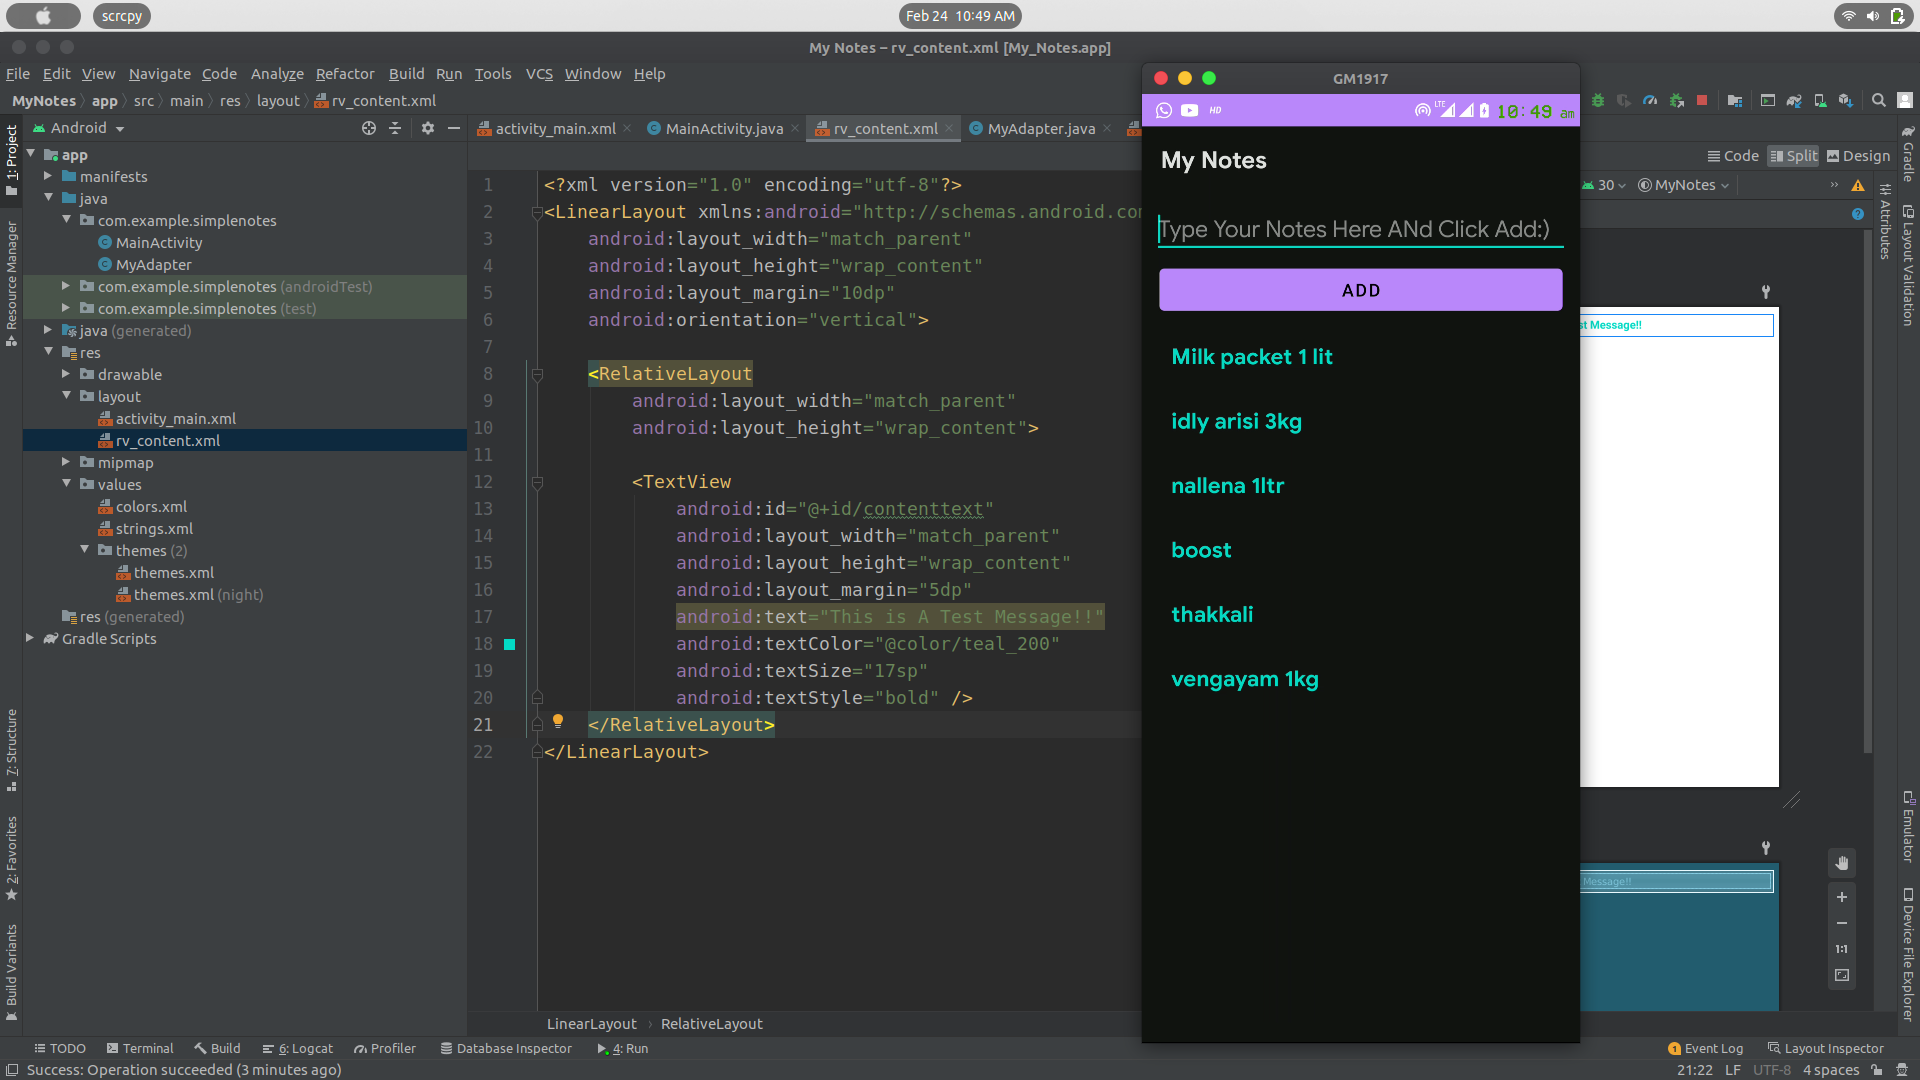 scrcpy
Feb 24  10:49 AM
My Notes – rv_content.xml [My_Notes.app]
File Edit View Navigate Code Analyze Refactor Build Run Tools VCS Window Help
MyNotes app src main res layout rv_content.xml
Android
activity_main.xml
MainActivity.java
rv_content.xml
MyAdapter.java
Code
Split
Design
30
MyNotes
1: Project
Resource Manager
7: Structure
2: Favorites
Build Variants
app
manifests
java
com.example.simplenotes
MainActivity
MyAdapter
com.example.simplenotes (androidTest)
com.example.simplenotes (test)
java (generated)
res
drawable
layout
activity_main.xml
rv_content.xml
mipmap
values
colors.xml
strings.xml
themes (2)
themes.xml
themes.xml (night)
res (generated)
Gradle Scripts
1 <?xml version="1.0" encoding="utf-8"?>
2 <LinearLayout xmlns:android="http://schemas.android.co
3 android:layout_width="match_parent"
4 android:layout_height="wrap_content"
5 android:layout_margin="10dp"
6 android:orientation="vertical">
7
8 <RelativeLayout
9 android:layout_width="match_parent"
10 android:layout_height="wrap_content">
11
12 <TextView
13 android:id="@+id/contenttext"
14 android:layout_width="match_parent"
15 android:layout_height="wrap_content"
16 android:layout_margin="5dp"
17 android:text="This is A Test Message!!"
18 android:textColor="@color/teal_200"
19 android:textSize="17sp"
20 android:textStyle="bold" />
21 </RelativeLayout>
22 </LinearLayout>
LinearLayout › RelativeLayout
GM1917
HD
LTE
10:49 am
My Notes
Type Your Notes Here ANd Click Add:)
ADD
Milk packet 1 lit
idly arisi 3kg
nallena 1ltr
boost
thakkali
vengayam 1kg
st Message!!
Message!!
1:1
Gradle
Attributes
Layout Validation
Emulator
Device File Explorer
TODO
Terminal
Build
6: Logcat
Profiler
Database Inspector
4: Run
1 Event Log
Layout Inspector
Success: Operation succeeded (3 minutes ago)
21:22 LF UTF-8 4 spaces